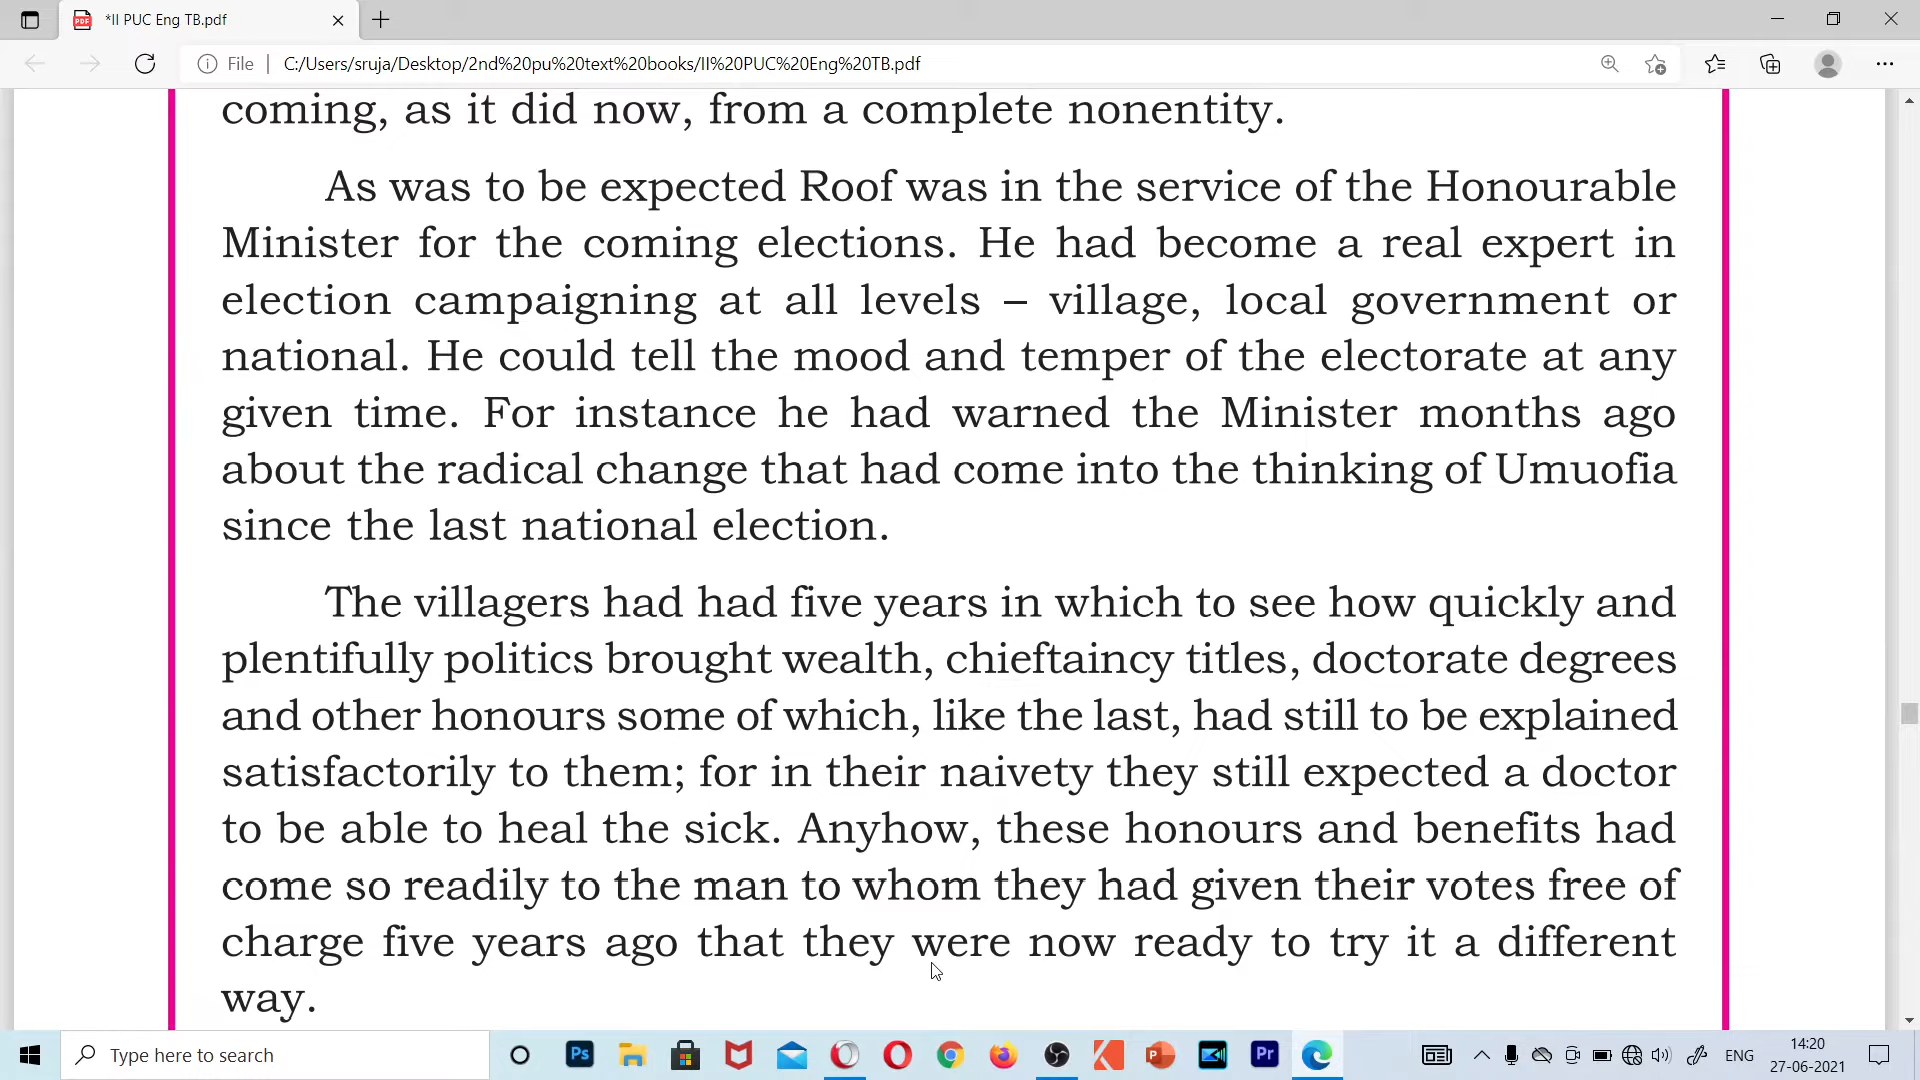 *II PUC Eng TB.pdf
File
C:/Users/sruja/Desktop/2nd%20pu%20text%20books/II%20PUC%20Eng%20TB.pdf
coming, as it did now, from a complete nonentity.
As was to be expected Roof was in the service of the Honourable
Minister for the coming elections. He had become a real expert in
election campaigning at all levels – village, local government or
national. He could tell the mood and temper of the electorate at any
given time. For instance he had warned the Minister months ago
about the radical change that had come into the thinking of Umuofia
since the last national election.
The villagers had had five years in which to see how quickly and
plentifully politics brought wealth, chieftaincy titles, doctorate degrees
and other honours some of which, like the last, had still to be explained
satisfactorily to them; for in their naivety they still expected a doctor
to be able to heal the sick. Anyhow, these honours and benefits had
come so readily to the man to whom they had given their votes free of
charge five years ago that they were now ready to try it a different
way.
Type here to search
Ps
Pr
ENG
14:20
27-06-2021